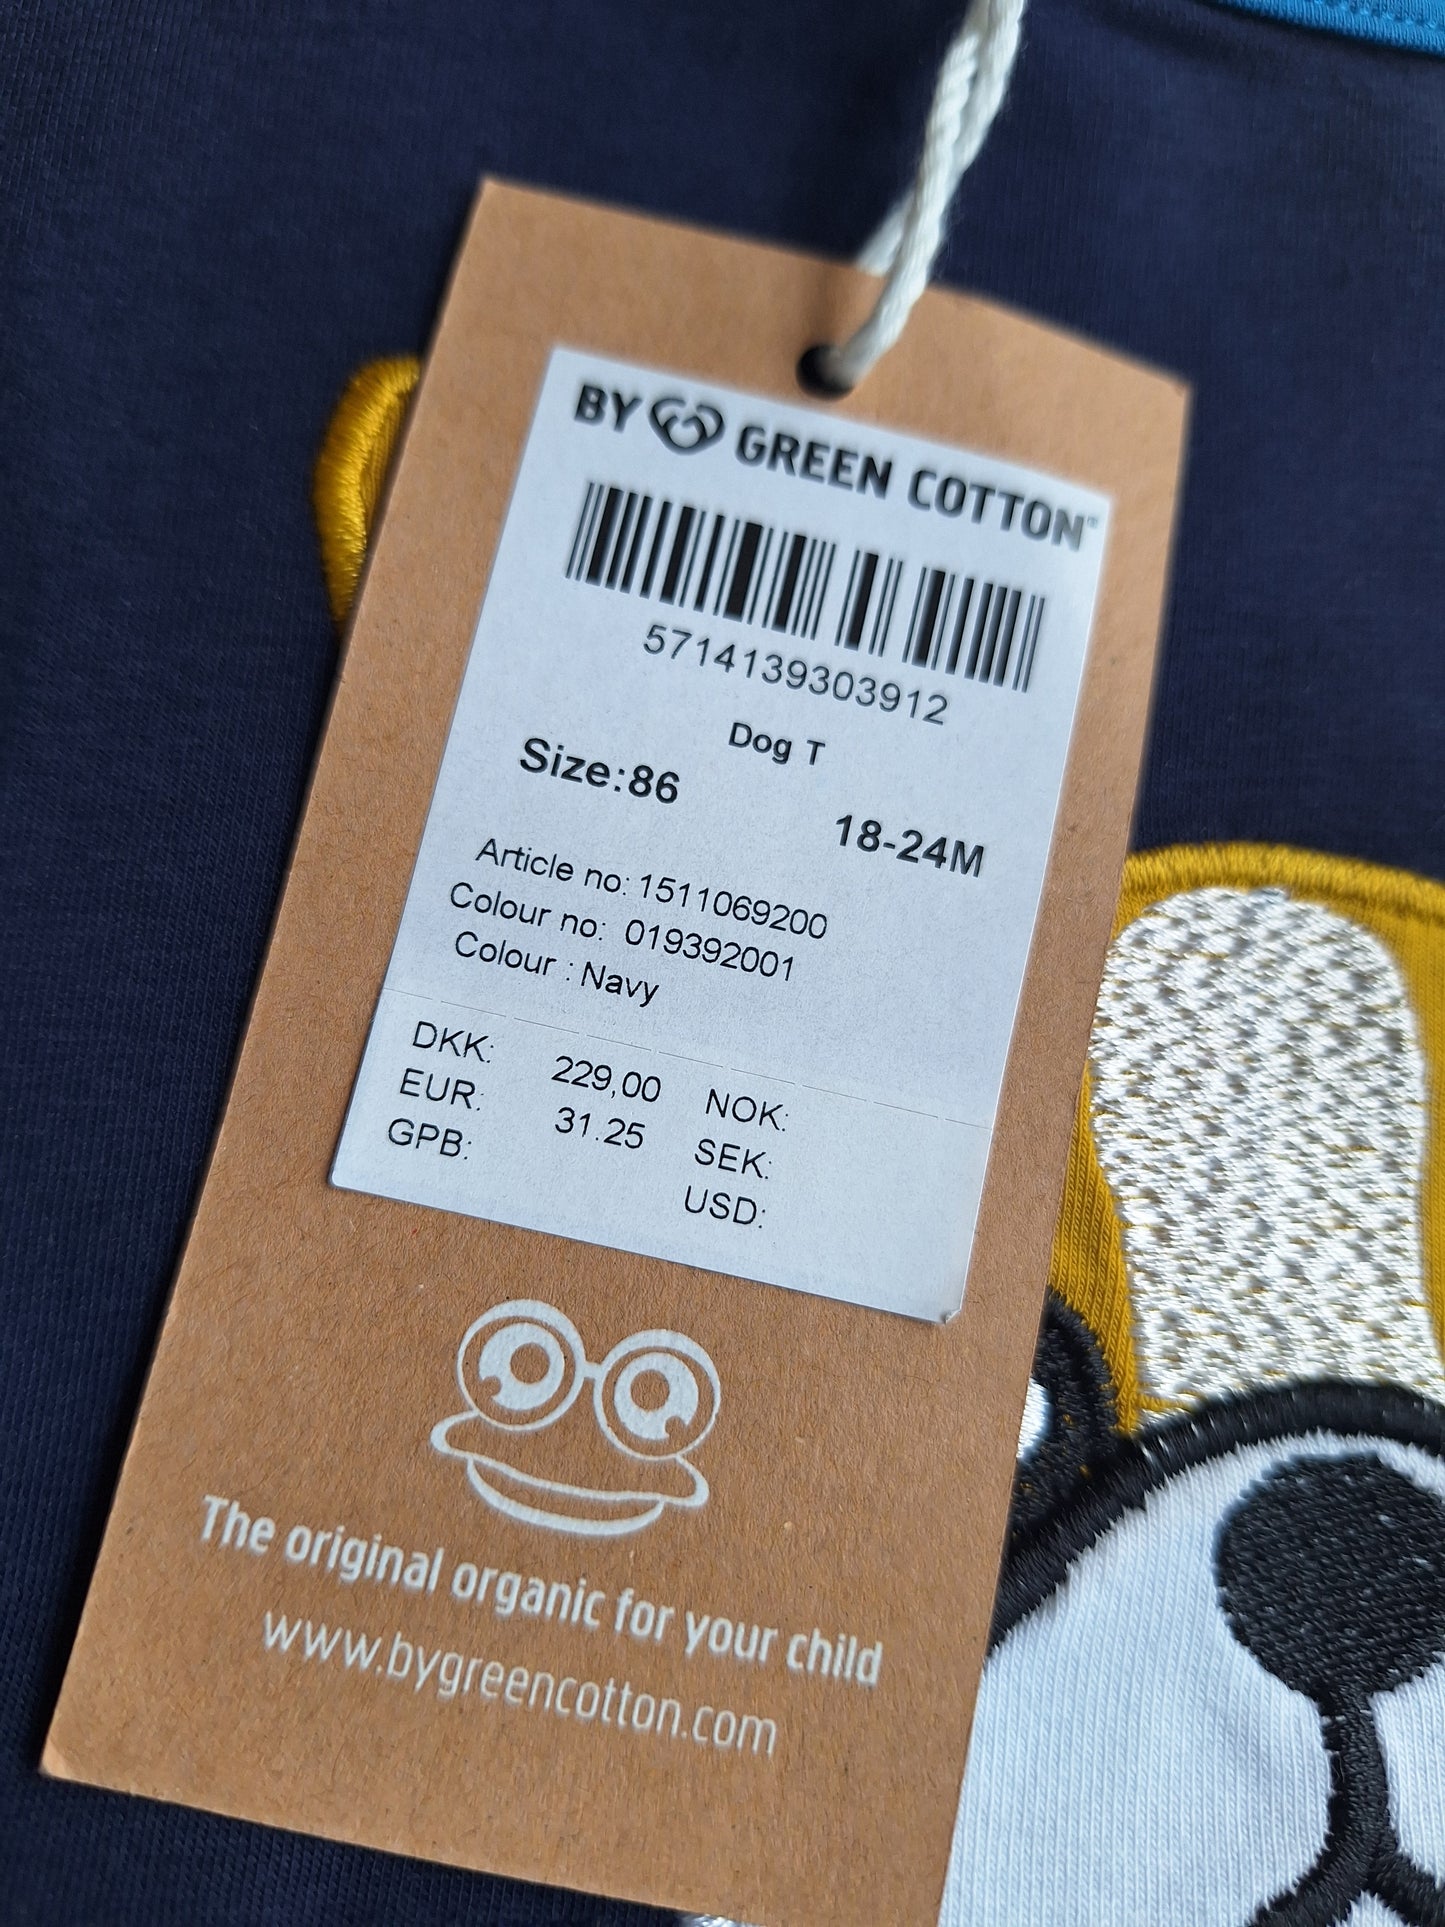 BY GREEN COTTON
5714139303912
Dog T
Size:86 18-24M
Article no: 1511069200
Colour no: 019392001
Colour : Navy
DKK: 229,00 NOK:
EUR: 31.25 SEK:
GPB: USD:
The original organic for your child
www.bygreencotton.com